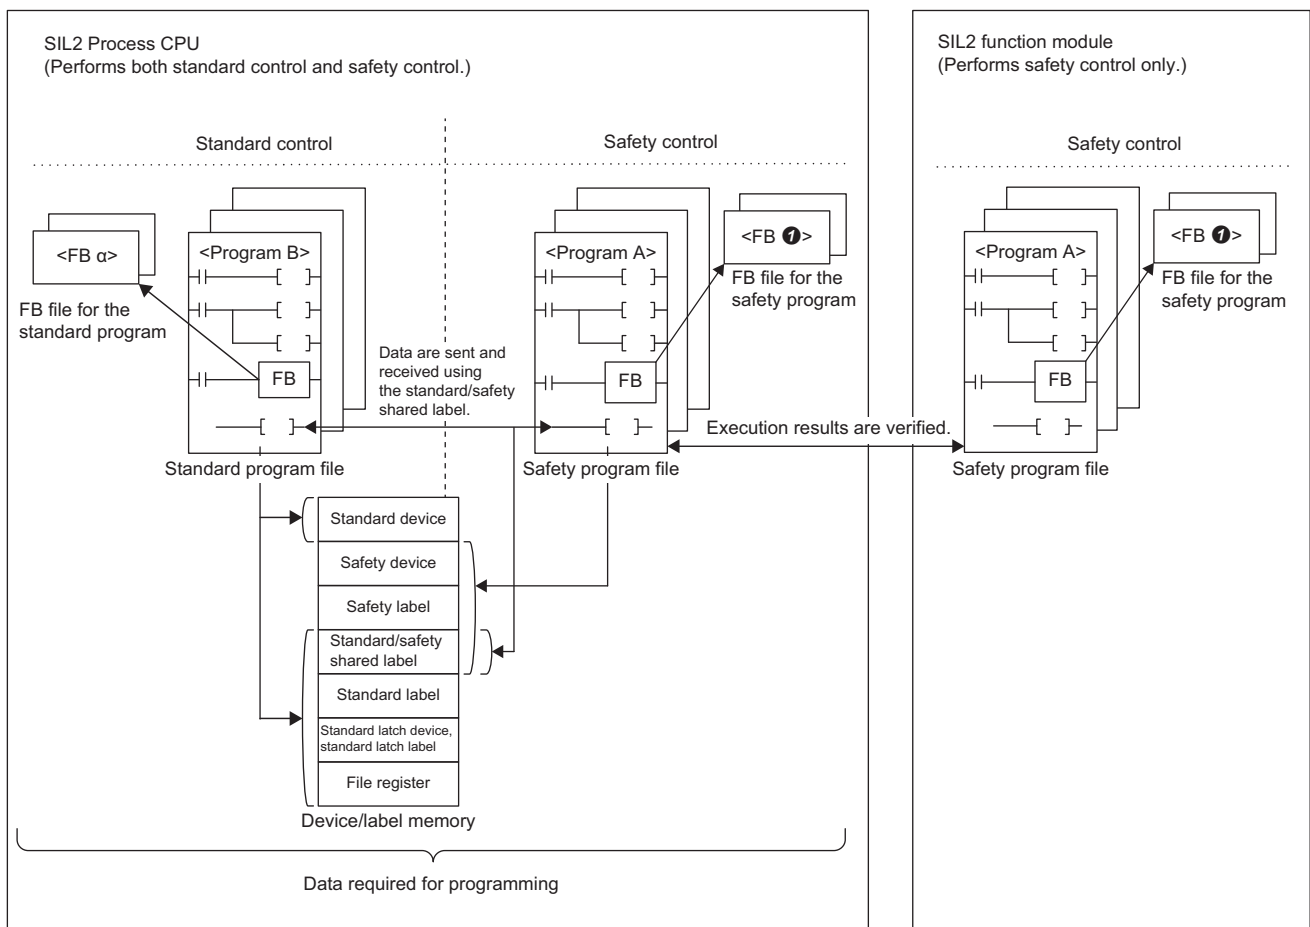 SIL2 Process CPU
(Performs both standard control and safety control.)
Standard control
Safety control
<FB α>
FB file for the
standard program
<Program B>
FB
Standard program file
Data are sent and
received using
the standard/safety
shared label.
<Program A>
FB
Safety program file
<FB ❶>
FB file for the
safety program
Execution results are verified.
Standard device
Safety device
Safety label
Standard/safety
shared label
Standard label
Standard latch device,
standard latch label
File register
Device/label memory
Data required for programming
SIL2 function module
(Performs safety control only.)
Safety control
<Program A>
FB
Safety program file
<FB ❶>
FB file for the
safety program